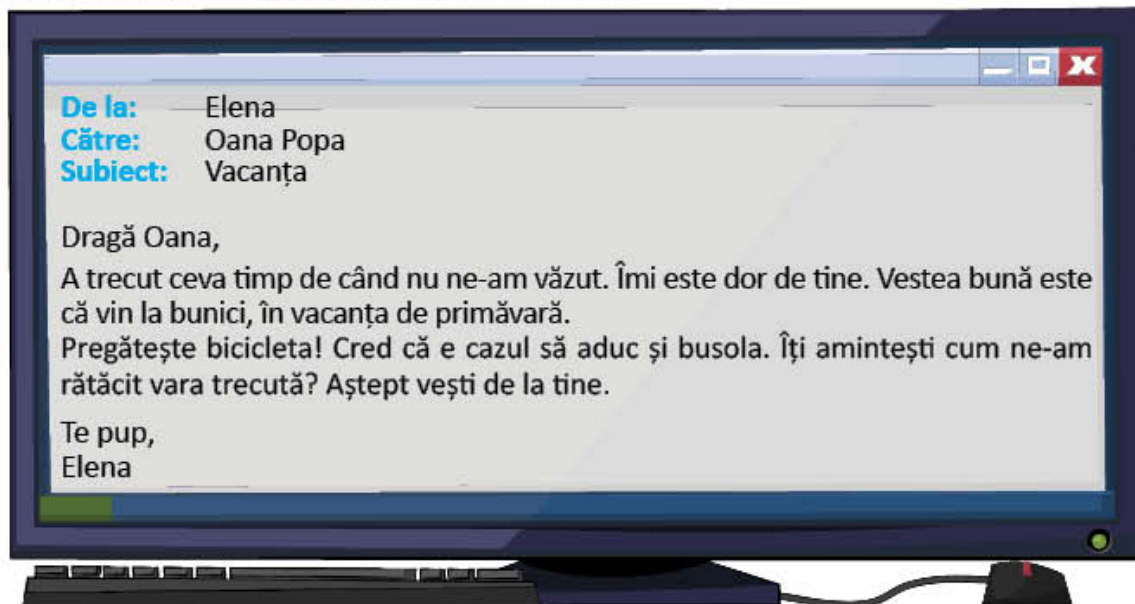 De la: Elena
Către: Oana Popa
Subiect: Vacanța
Dragă Oana,
A trecut ceva timp de când nu ne-am văzut. Îmi este dor de tine. Vestea bună este
că vin la bunici, în vacanța de primăvară.
Pregătește bicicleta! Cred că e cazul să aduc și busola. Îți amintești cum ne-am
rătăcit vara trecută? Aștept vești de la tine.
Te pup,
Elena